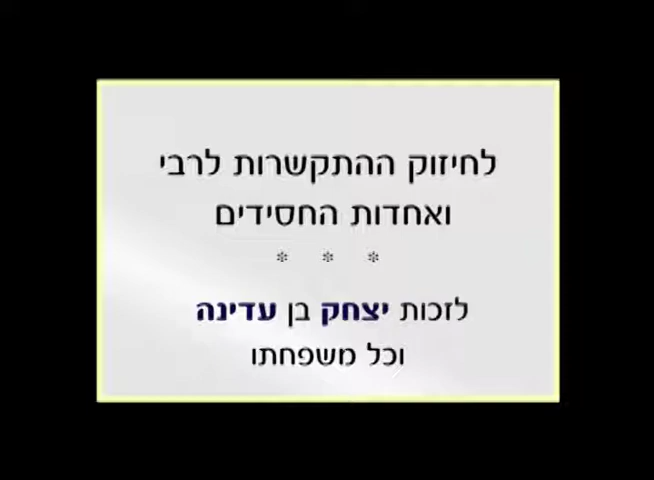 לחיזוק ההתקשרות לרבי
ואחדות החסידים
* * *
לזכות יצחק בן עדינה
וכל משפחתו